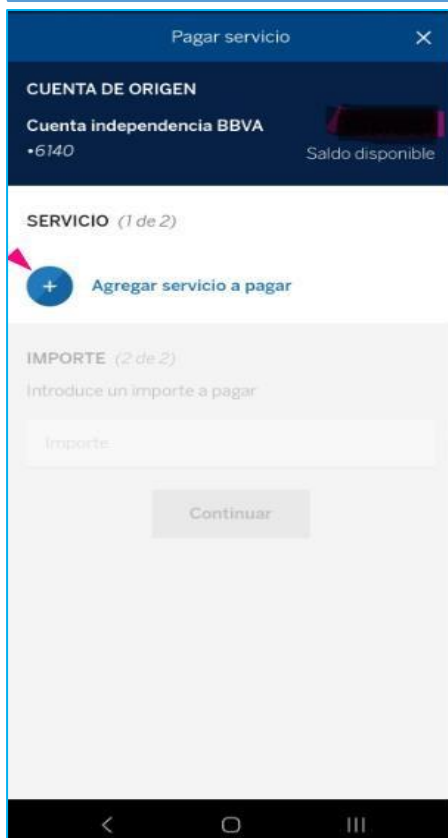 Pagar servicio
CUENTA DE ORIGEN
Cuenta independencia BBVA
•6140
Saldo disponible
SERVICIO (1 de 2)
Agregar servicio a pagar
IMPORTE (2 de 2)
Introduce un importe a pagar
Importe
Continuar